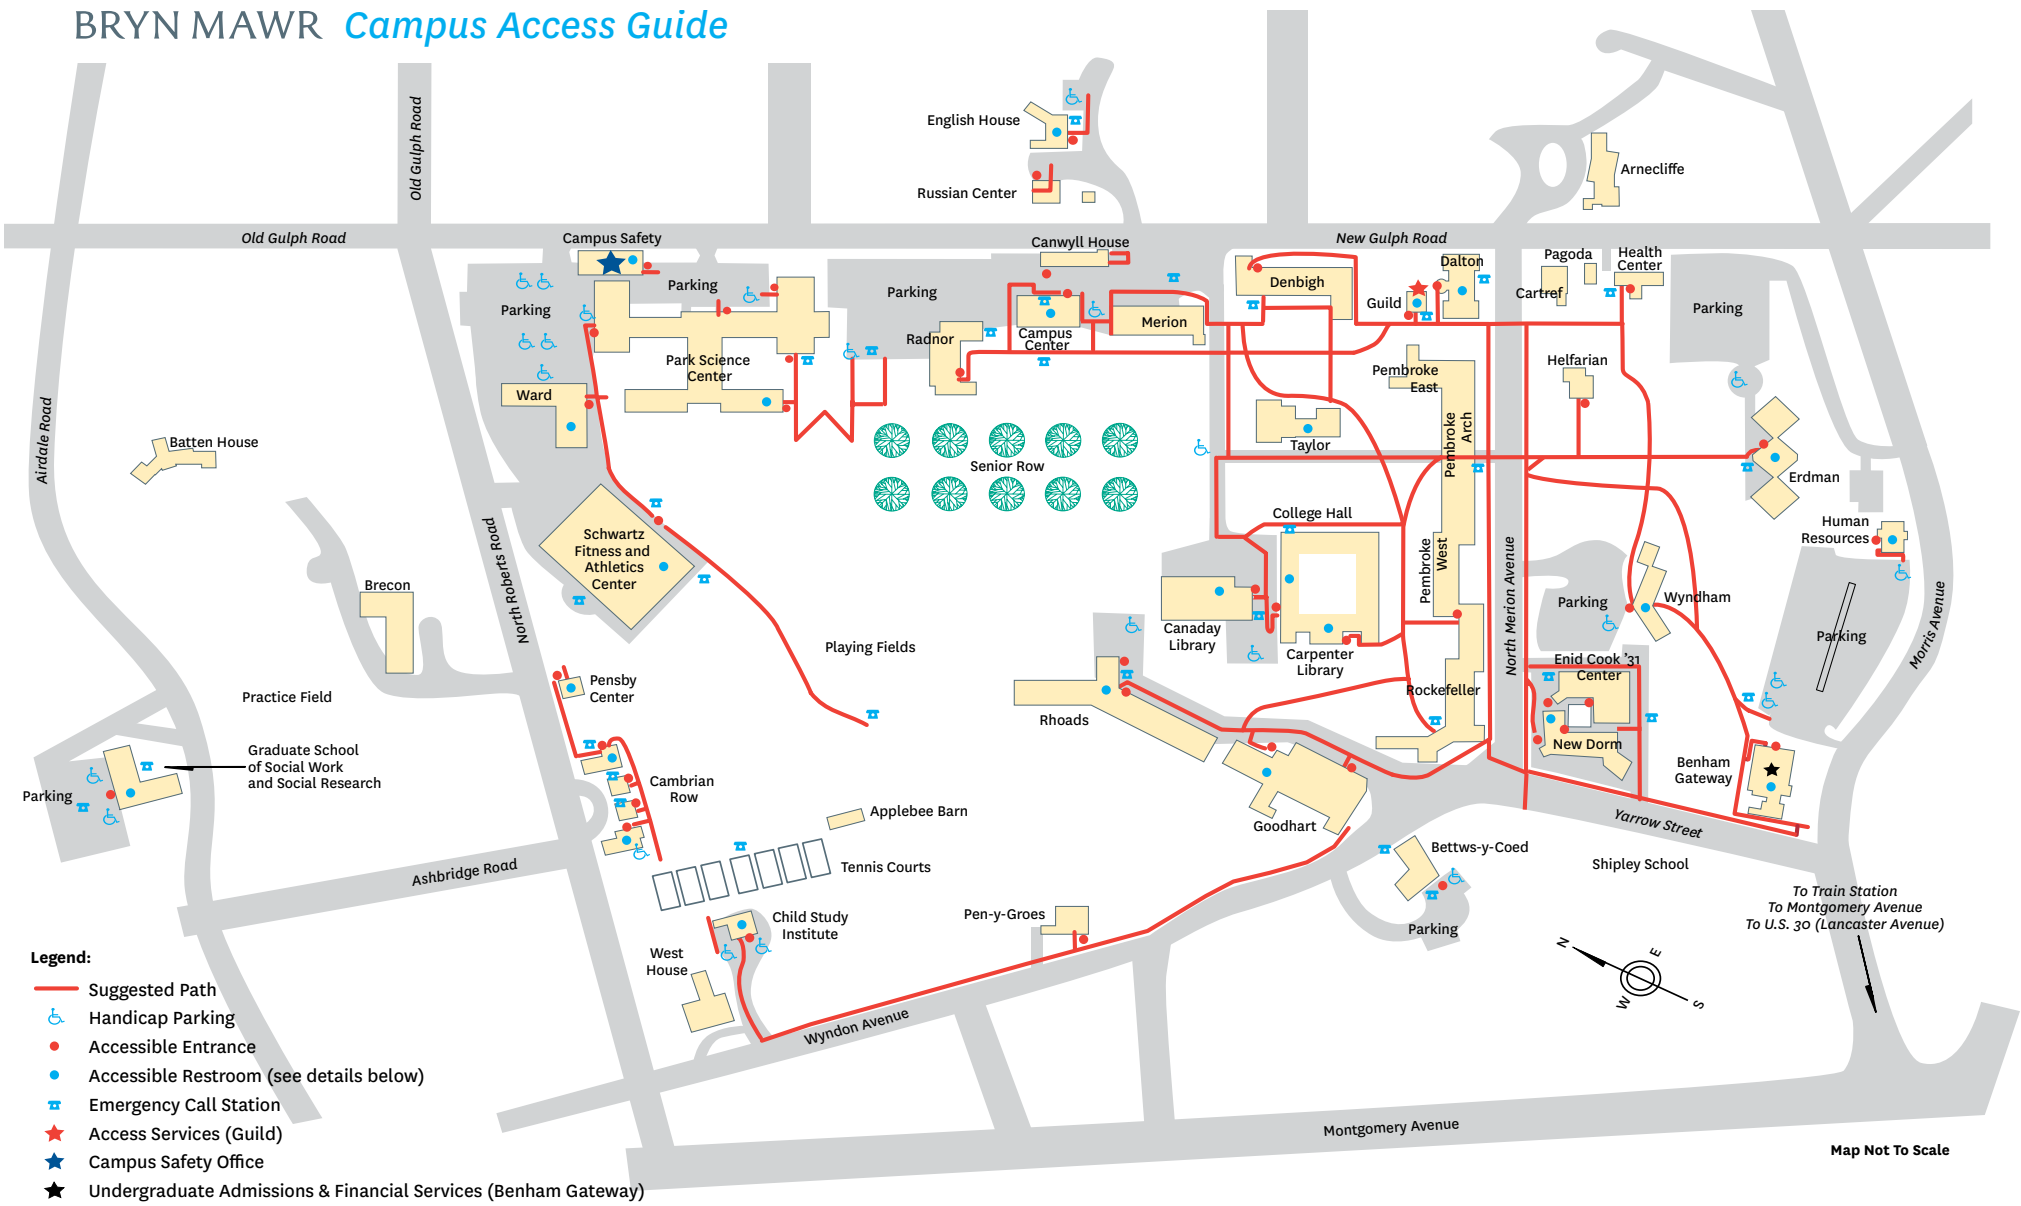 BRYN MAWR Campus Access Guide
Old Gulph Road
English House
Russian Center
Arnecliffe
Old Gulph Road
Campus Safety
Canwyll House
New Gulph Road
Parking
Parking
Parking
Denbigh
Dalton
Guild
Pagoda
Cartref
Health
Center
Parking
Radnor
Campus
Center
Merion
Park Science
Center
Ward
Pembroke
East
Helfarian
Airdale Road
Batten House
Senior Row
Taylor
Pembroke
Arch
Erdman
Schwartz
Fitness and
Athletics
Center
North Roberts Road
College Hall
Human
Resources
Brecon
Pembroke
West
North Merion Avenue
Parking
Wyndham
Parking
Morris Avenue
Canaday
Library
Carpenter
Library
Playing Fields
Enid Cook ’31
Center
Practice Field
Pensby
Center
Rhoads
Rockefeller
New Dorm
Graduate School
of Social Work
and Social Research
Parking
Cambrian
Row
Benham
Gateway
Applebee Barn
Goodhart
Yarrow Street
Ashbridge Road
Tennis Courts
Bettws-y-Coed
Shipley School
To Train Station
To Montgomery Avenue
To U.S. 30 (Lancaster Avenue)
Child Study
Institute
Pen-y-Groes
Parking
West
House
N
E
W
S
Wyndon Avenue
Montgomery Avenue
Map Not To Scale
Legend:
Suggested Path
Handicap Parking
Accessible Entrance
Accessible Restroom (see details below)
Emergency Call Station
Access Services (Guild)
Campus Safety Office
Undergraduate Admissions & Financial Services (Benham Gateway)